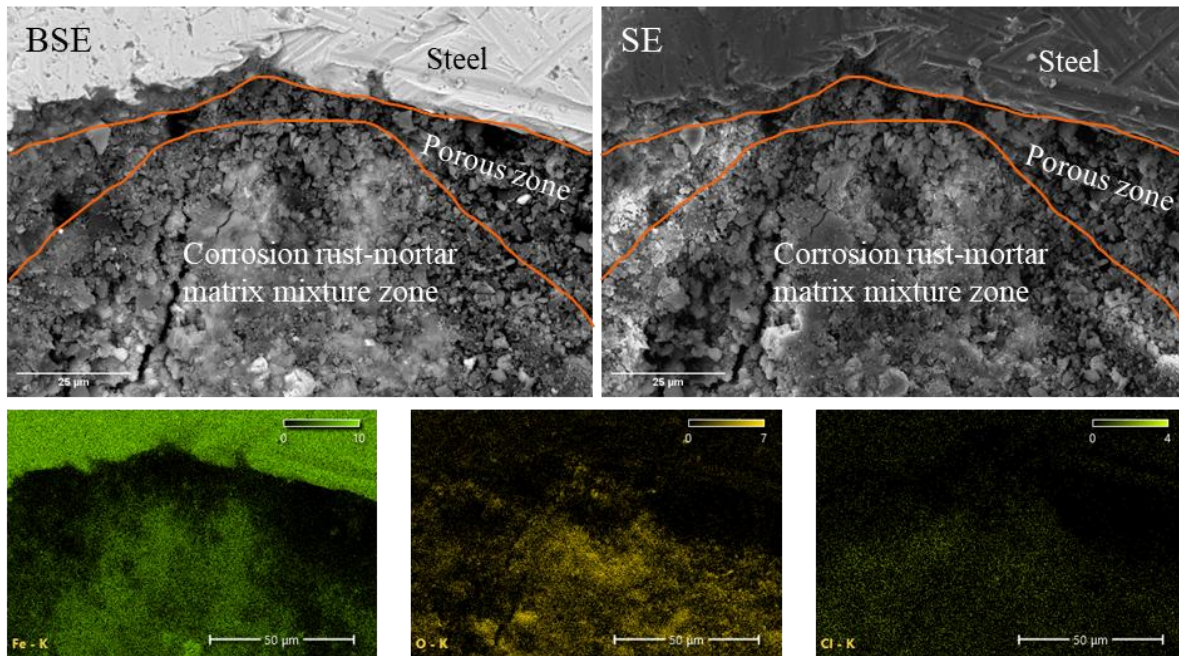 BSE
Steel
Porous zone
Corrosion rust-mortar
matrix mixture zone
25 µm
SE
Steel
Porous zone
Corrosion rust-mortar
matrix mixture zone
25 µm
0 10
Fe - K
50 µm
0 7
O - K
50 µm
0 4
Cl - K
50 µm